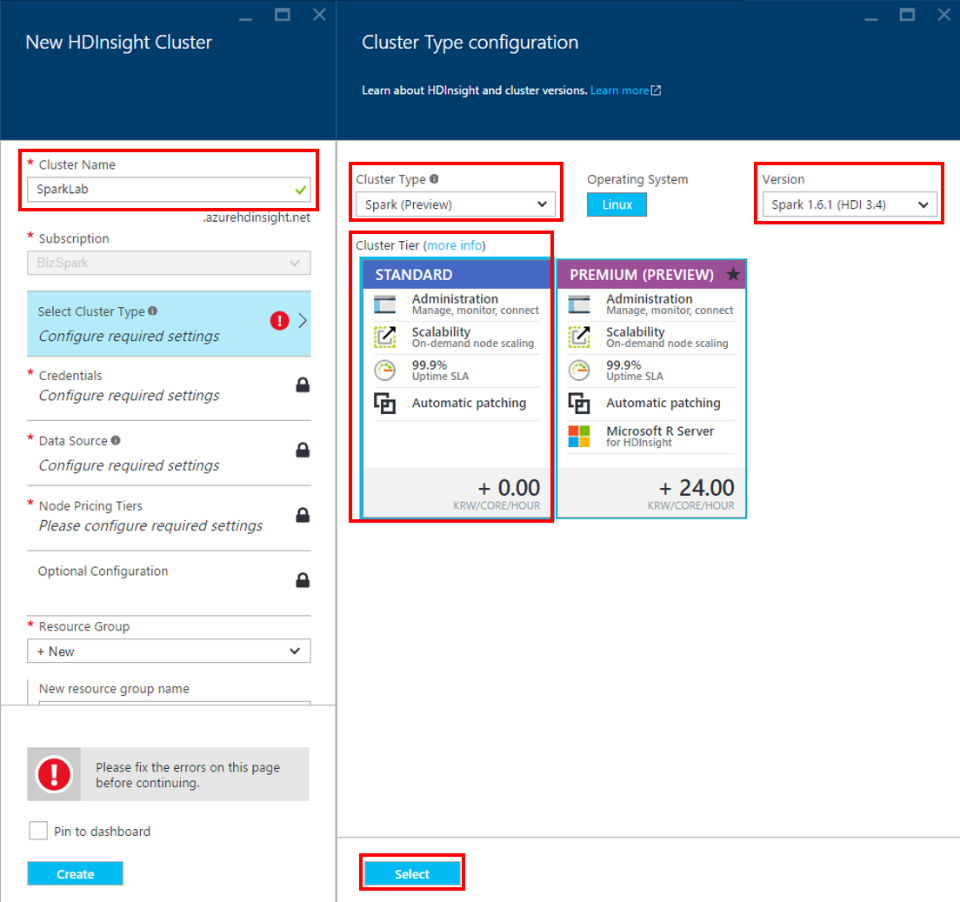 New HDInsight Cluster
* Cluster Name
SparkLab
.azurehdinsight.net
* Subscription
BizSpark
Select Cluster Type
Configure required settings
* Credentials
Configure required settings
* Data Source
Configure required settings
* Node Pricing Tiers
Please configure required settings
Optional Configuration
* Resource Group
+ New
New resource group name
Please fix the errors on this page
before continuing.
Pin to dashboard
Create
Cluster Type configuration
Learn about HDInsight and cluster versions. Learn more
Cluster Type
Spark (Preview)
Operating System
Linux
Version
Spark 1.6.1 (HDI 3.4)
Cluster Tier (more info)
STANDARD
Administration
Manage, monitor, connect
Scalability
On-demand node scaling
99.9%
Uptime SLA
Automatic patching
+ 0.00
KRW/CORE/HOUR
PREMIUM (PREVIEW)
Administration
Manage, monitor, connect
Scalability
On-demand node scaling
99.9%
Uptime SLA
Automatic patching
Microsoft R Server
for HDInsight
+ 24.00
KRW/CORE/HOUR
Select